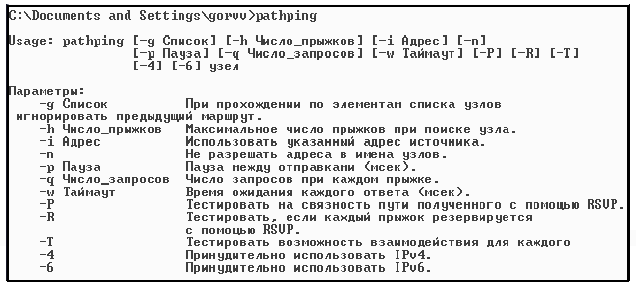 C:\Documents and Settings\gorvv>pathping
Usage: pathping [-g Список] [-h Число_прыжков] [-i Адрес] [-n]
[-p Пауза] [-q Число_запросов] [-w Таймаут] [-P] [-R] [-T]
[-4] [-6] узел
Параметры:
-g Список При прохождении по элементам списка узлов
игнорировать предыдущий маршрут.
-h Число_прыжков Максимальное число прыжков при поиске узла.
-i Адрес Использовать указанный адрес источника.
-n Не разрешать адреса в имена узлов.
-p Пауза Пауза между отправками (мсек).
-q Число_запросов Число запросов при каждом прыжке.
-w Таймаут Время ожидания каждого ответа (мсек).
-P Тестировать на связность пути полученного с помощью RSVP.
-R Тестировать, если каждый прыжок резервируется
с помощью RSVP.
-T Тестировать возможность взаимодействия для каждого
-4 Принудительно использовать IPv4.
-6 Принудительно использовать IPv6.